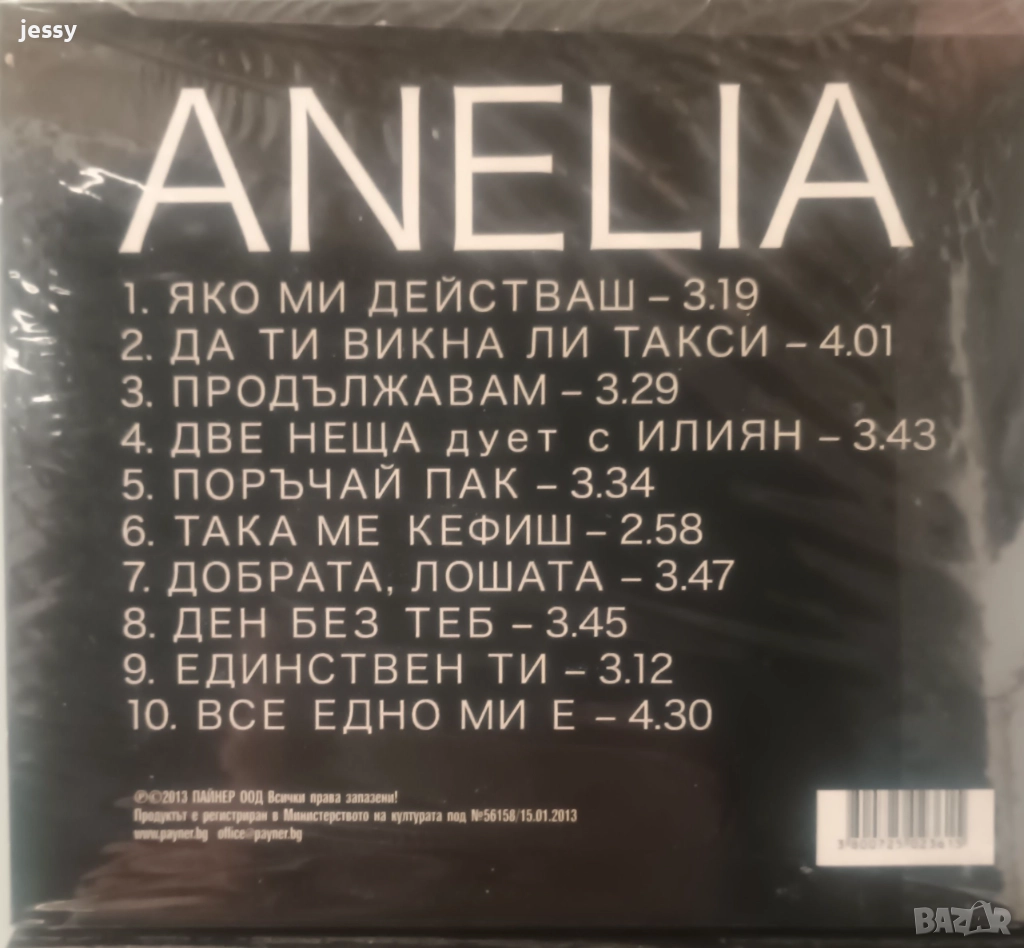 jessy
ANELIA
1. ЯКО МИ ДЕЙСТВАШ – 3.19
2. ДА ТИ ВИКНА ЛИ ТАКСИ – 4.01
3. ПРОДЪЛЖАВАМ – 3.29
4. ДВЕ НЕЩА дует с ИЛИЯН – 3.43
5. ПОРЪЧАЙ ПАК – 3.34
6. ТАКА МЕ КЕФИШ – 2.58
7. ДОБРАТА, ЛОШАТА – 3.47
8. ДЕН БЕЗ ТЕБ – 3.45
9. ЕДИНСТВЕН ТИ – 3.12
10. ВСЕ ЕДНО МИ Е – 4.30
℗©2013 ПАЙНЕР ООД Всички права запазени!
Продуктът е регистриран в Министерството на културата под №56158/15.01.2013
www.payner.bg office@payner.bg
BAZAR